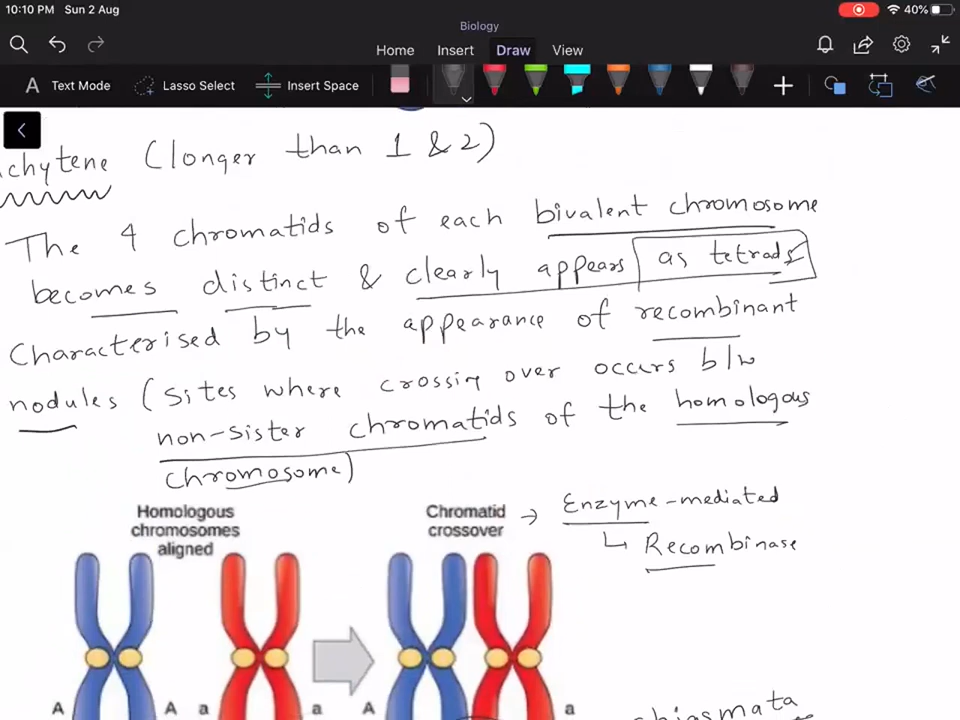 10:10 PM Sun 2 Aug
40%
Biology
Home Insert Draw View
A Text Mode Lasso Select Insert Space
chytene (longer than 1 & 2)
The 4 chromatids of each bivalent chromosome
becomes distinct & clearly appears as tetrads
Characterised by the appearance of recombinant
nodules (sites where crossing over occurs b/w
non-sister chromatids of the homologous
chromosome)
Homologous
chromosomes
aligned
Chromatid
crossover
→ Enzyme-mediated
↳ Recombinase
A A a a A a
chiasmata